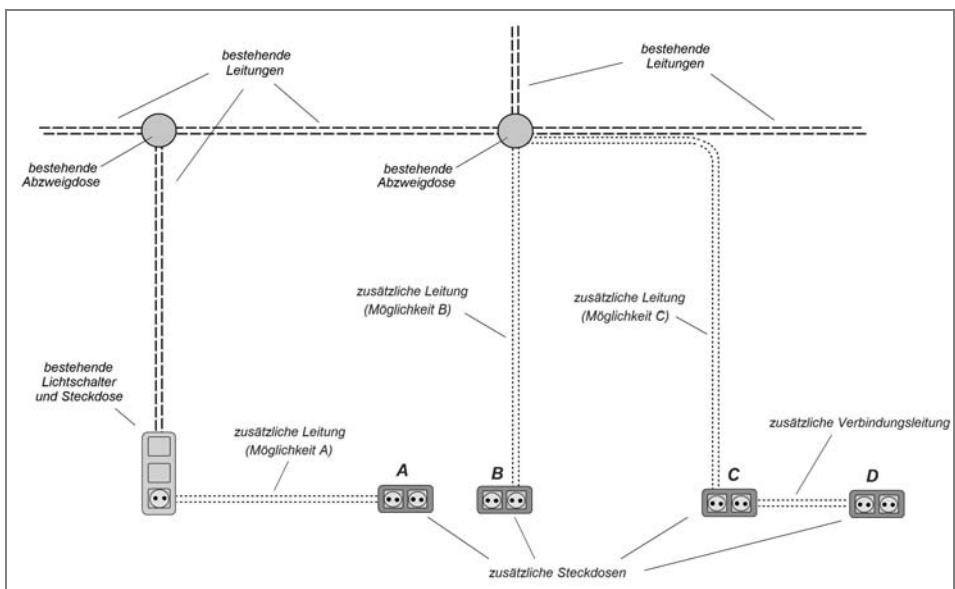 bestehende
Leitungen
bestehende
Leitungen
bestehende
Abzweigdose
bestehende
Abzweigdose
zusätzliche Leitung
(Möglichkeit B)
zusätzliche Leitung
(Möglichkeit C)
bestehende
Lichtschalter
und Steckdose
zusätzliche Leitung
(Möglichkeit A)
zusätzliche Verbindungsleitung
A
B
C
D
zusätzliche Steckdosen